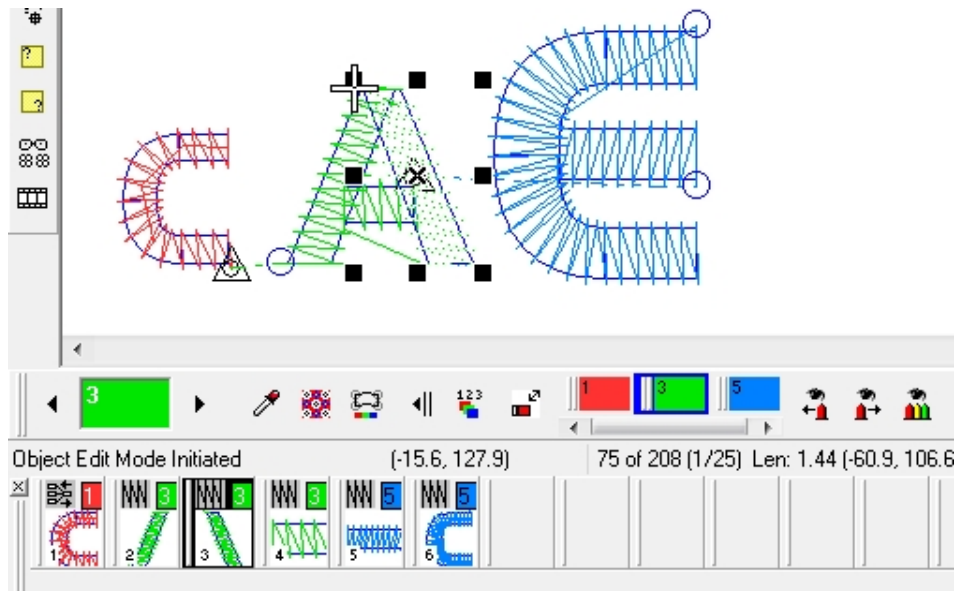 ?
?
C A E
3
123
1 3 5
Object Edit Mode Initiated (-15.6, 127.9) 75 of 208 (1/25) Len: 1.44 (-60.9, 106.6
1 3 3 3 5 5
1 2 3 4 5 6